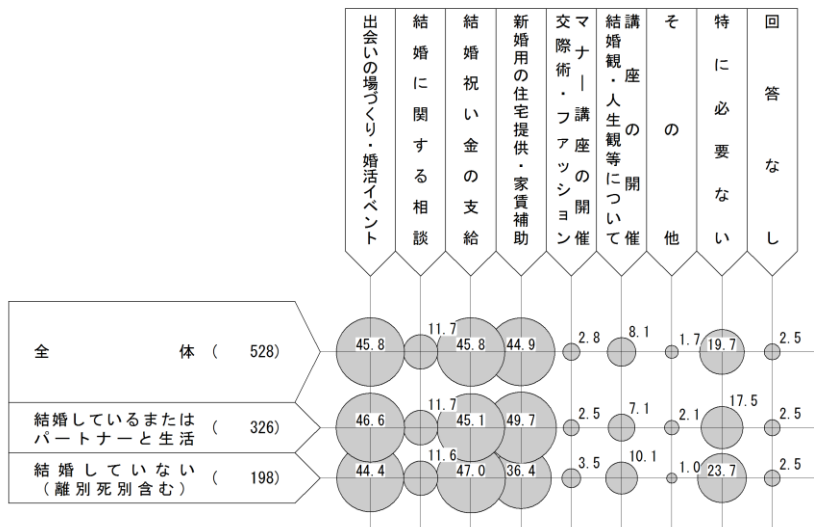 出会いの場づくり・婚活イベント
結婚に関する相談
結婚祝い金の支給
新婚用の住宅提供・家賃補助
マナー講座の開催
交際術・ファッション
講座の開催
結婚観・人生観等について
その他
特に必要ない
回答なし
全体 (528)
45.8 11.7 45.8 44.9 2.8 8.1 1.7 19.7 2.5
結婚しているまたは
パートナーと生活 (326)
46.6 11.7 45.1 49.7 2.5 7.1 2.1 17.5 2.5
結婚していない
(離別死別含む) (198)
44.4 11.6 47.0 36.4 3.5 10.1 1.0 23.7 2.5